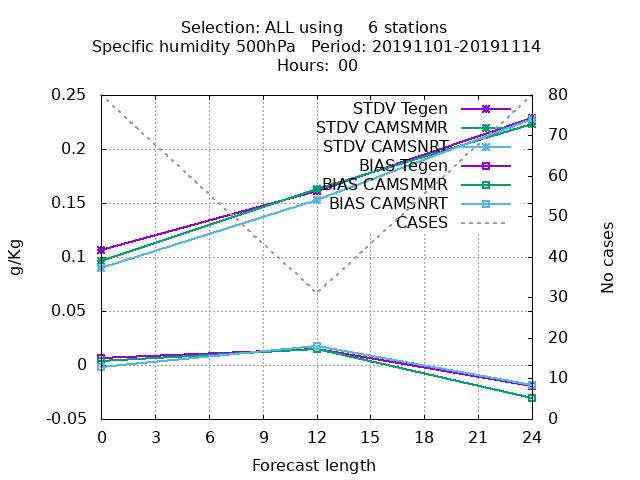 Selection: ALL using 6 stations
Specific humidity 500hPa Period: 20191101-20191114
Hours: 00
0.25
0.2
0.15
0.1
0.05
0
-0.05
g/Kg
STDV Tegen
STDV CAMSMMR
STDV CAMSNRT
BIAS Tegen
BIAS CAMSMMR
BIAS CAMSNRT
CASES
80
70
60
50
40
30
20
10
0
No cases
0 3 6 9 12 15 18 21 24
Forecast length